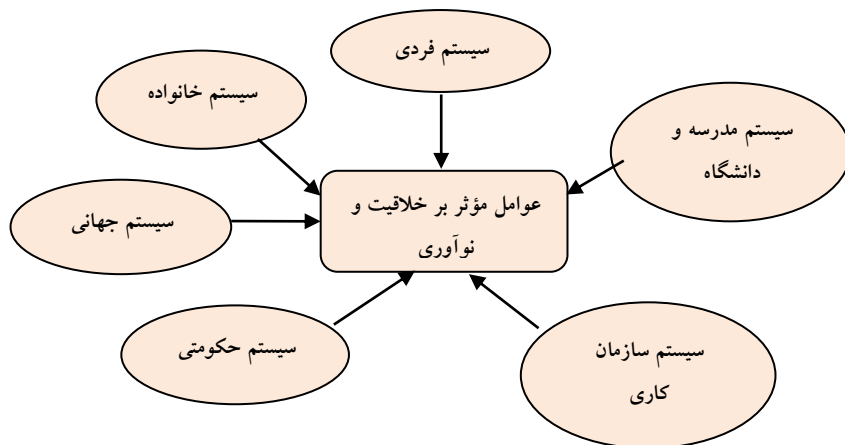 سیستم فردی
سیستم خانواده
سیستم مدرسه و
دانشگاه
عوامل مؤثر بر خلاقیت و
نوآوری
سیستم جهانی
سیستم حکومتی
سیستم سازمان
کاری